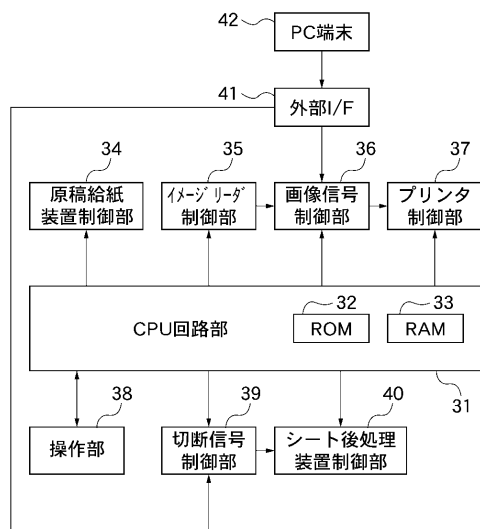 42
PC端末
41
外部I/F
34
35
36
37
原稿給紙
装置制御部
イメージリーダ
制御部
画像信号
制御部
プリンタ
制御部
32
33
CPU回路部
ROM
RAM
31
38
39
40
操作部
切断信号
制御部
シート後処理
装置制御部